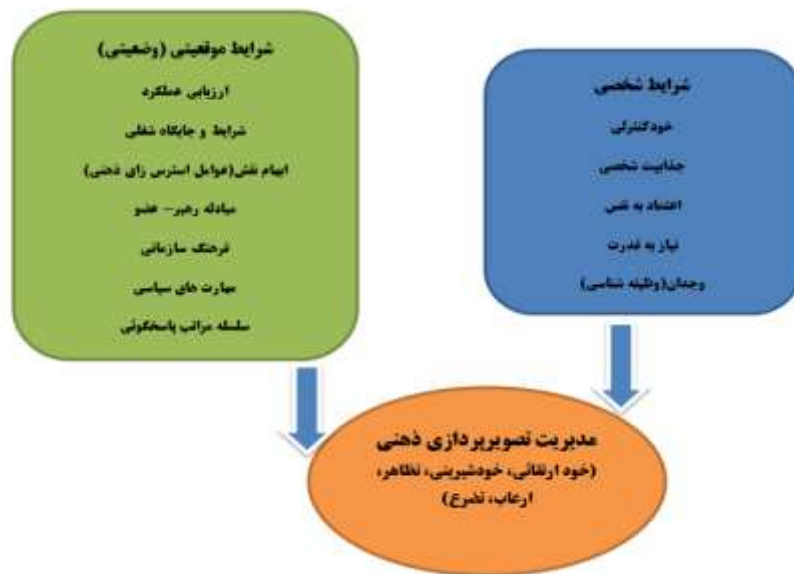 شرایط شخصی
خودکنترلی
جذابیت شخصی
اعتماد به نفس
نیاز به قدرت
وجدان(وظیفه شناسی)
شرایط موقعیتی (وضعیتی)
ارزیابی عملکرد
شرایط و جایگاه شغلی
ابهام نقش(عوامل استرس زای ذهنی)
مبادله رهبر- عضو
فرهنگ سازمانی
مهارت های سیاسی
سلسله مراتب پاسخگوئی
مدیریت تصویرپردازی ذهنی
(خود ارتقائی، خودشیرینی، تظاهر،
ارعاب، تضرع)